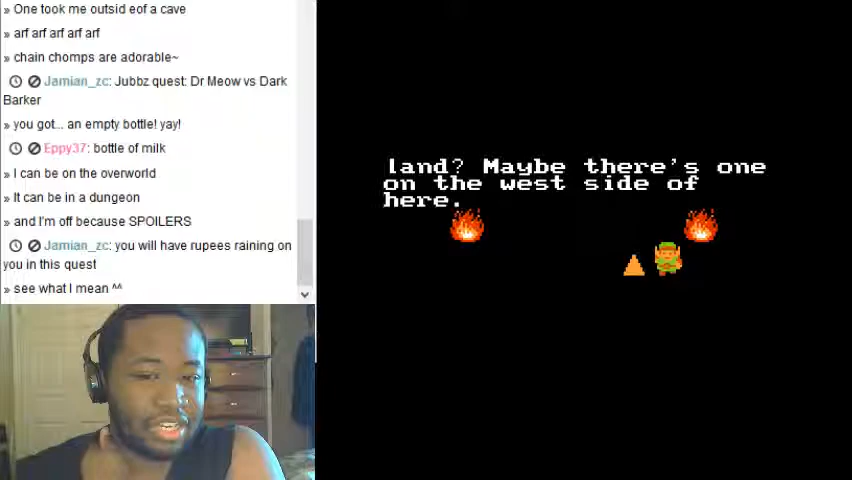 » One took me outsid eof a cave
» arf arf arf arf arf
» chain chomps are adorable~
Jamian_zc: Jubbz quest: Dr Meow vs Dark
Barker
» you got... an empty bottle! yay!
Eppy37: bottle of milk
» I can be on the overworld
» It can be in a dungeon
» and I'm off because SPOILERS
Jamian_zc: you will have rupees raining on
you in this quest
» see what I mean ^^
land? Maybe there's one
on the west side of
here.